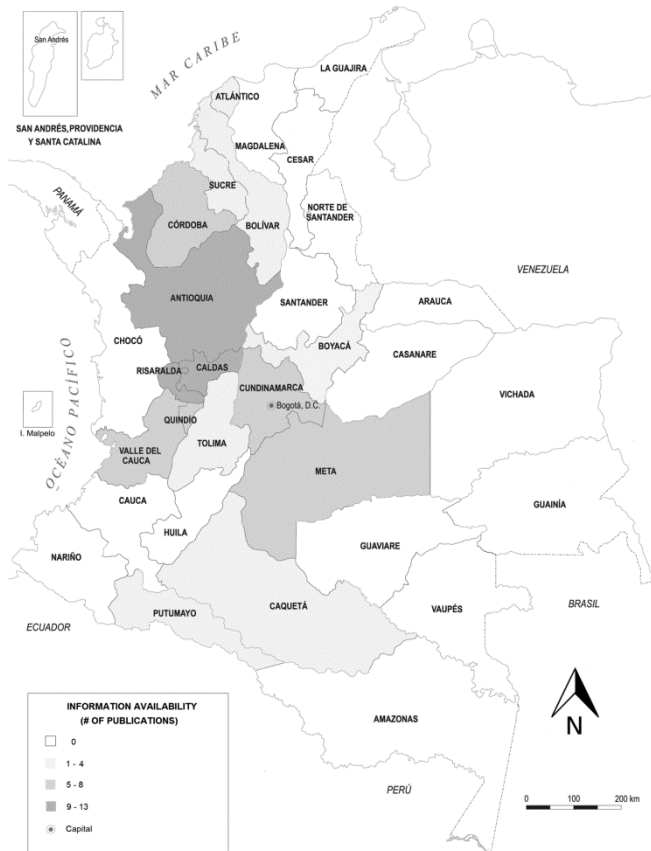 San Andrés
SAN ANDRÉS, PROVIDENCIA
Y SANTA CATALINA
MAR CARIBE
LA GUAJIRA
ATLÁNTICO
MAGDALENA
CESAR
SUCRE
PANAMÁ
CÓRDOBA
BOLÍVAR
NORTE DE
SANTANDER
VENEZUELA
ANTIOQUIA
SANTANDER
ARAUCA
CHOCÓ
BOYACÁ
CASANARE
OCÉANO PACÍFICO
RISARALDA
CALDAS
CUNDINAMARCA
VICHADA
Bogotá, D.C.
I. Malpelo
QUINDÍO
TOLIMA
VALLE DEL
CAUCA
META
CAUCA
GUAINÍA
HUILA
NARIÑO
GUAVIARE
CAQUETÁ
VAUPÉS
BRASIL
PUTUMAYO
ECUADOR
AMAZONAS
N
PERÚ
INFORMATION AVAILABILITY
(# OF PUBLICATIONS)
0
1 - 4
5 - 8
9 - 13
Capital
0 100 200 km